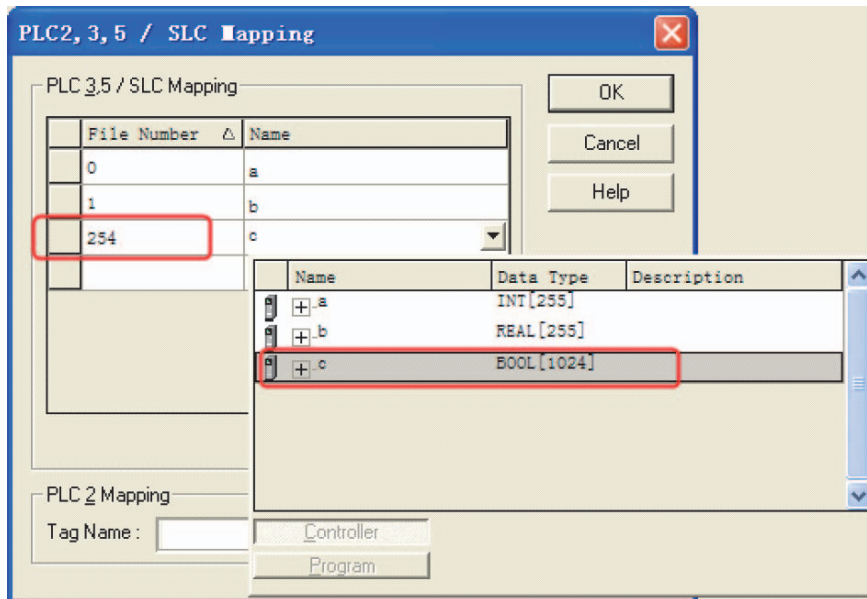 PLC2, 3, 5 / SLC Mapping
PLC 3,5 / SLC Mapping
OK
File Number Name
Cancel
0 a
Help
1 b
254 c
Name Data Type Description
a INT[255]
b REAL[255]
c BOOL[1024]
PLC 2 Mapping
Tag Name :
Controller
Program